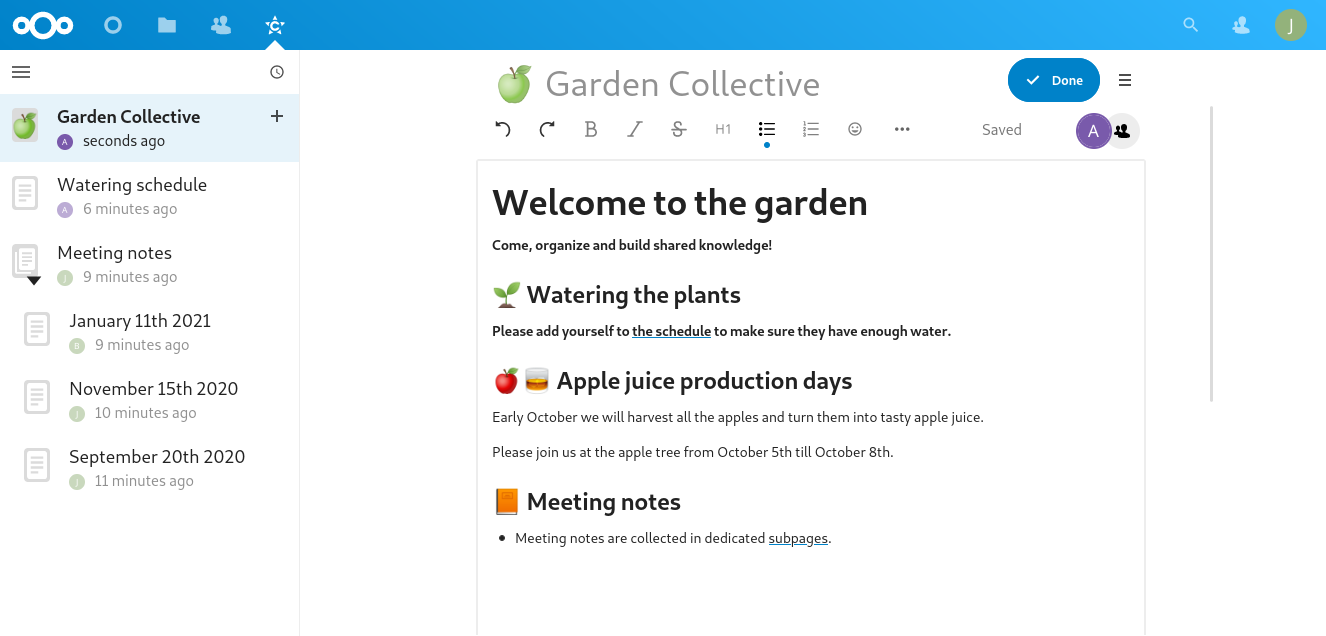 J
Garden Collective
A seconds ago
Watering schedule
A 6 minutes ago
Meeting notes
J 9 minutes ago
January 11th 2021
B 9 minutes ago
November 15th 2020
J 10 minutes ago
September 20th 2020
J 11 minutes ago
Garden Collective
Done
H1
Saved
A
Welcome to the garden
Come, organize and build shared knowledge!
Watering the plants
Please add yourself to the schedule to make sure they have enough water.
Apple juice production days
Early October we will harvest all the apples and turn them into tasty apple juice.
Please join us at the apple tree from October 5th till October 8th.
Meeting notes
Meeting notes are collected in dedicated subpages.